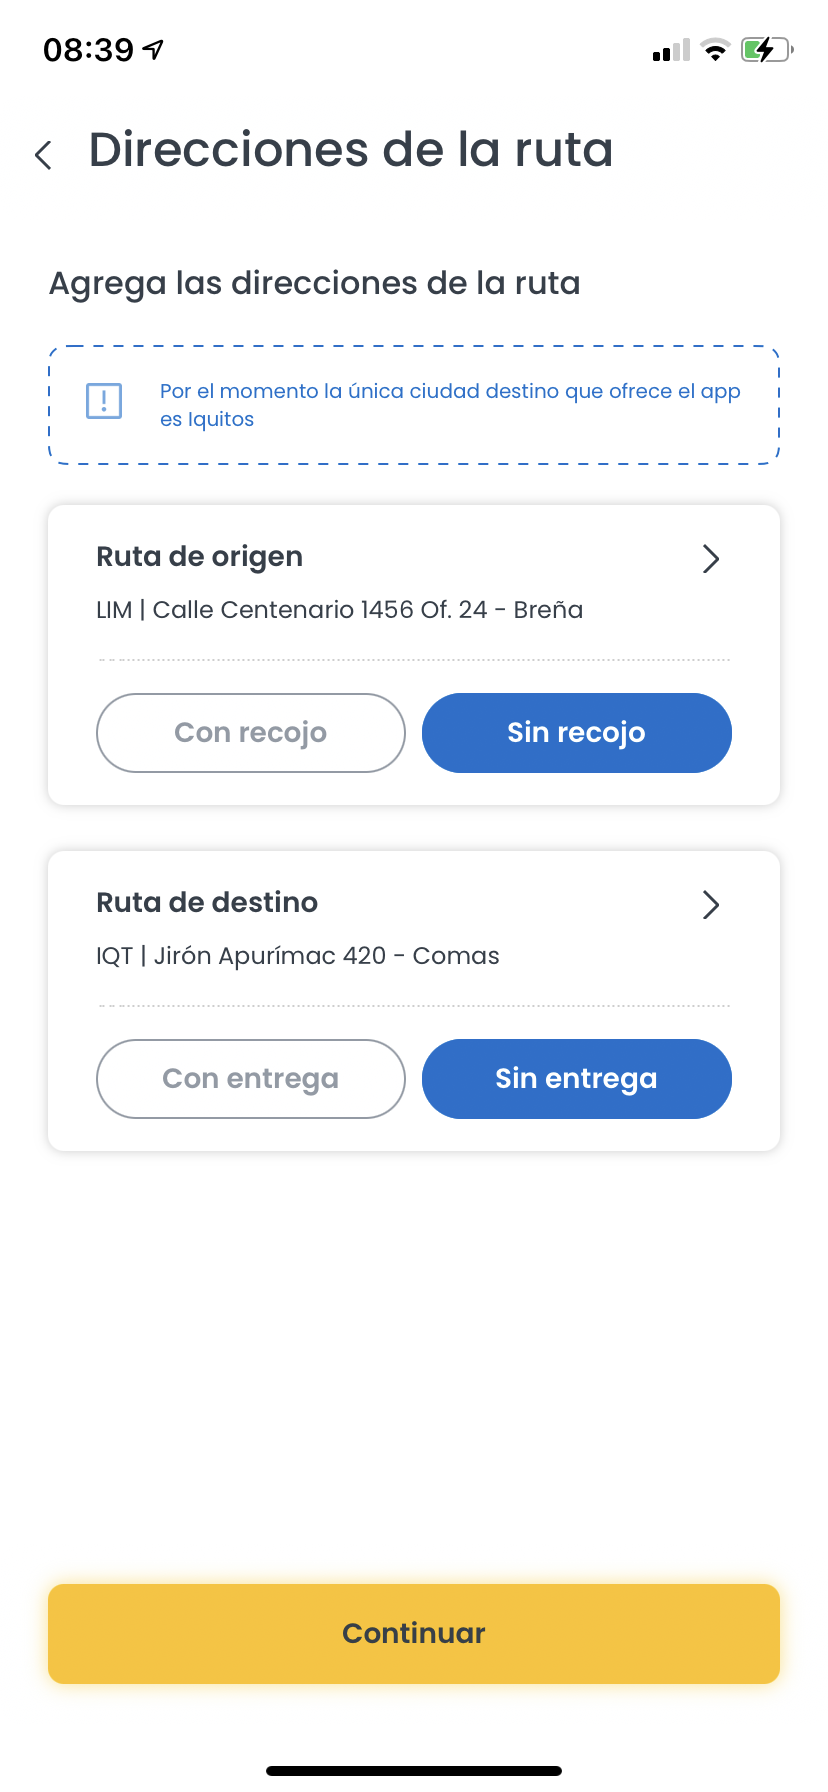 08:39
Direcciones de la ruta
Agrega las direcciones de la ruta
Por el momento la única ciudad destino que ofrece el app
es Iquitos
Ruta de origen
LIM | Calle Centenario 1456 Of. 24 - Breña
Con recojo
Sin recojo
Ruta de destino
IQT | Jirón Apurímac 420 - Comas
Con entrega
Sin entrega
Continuar